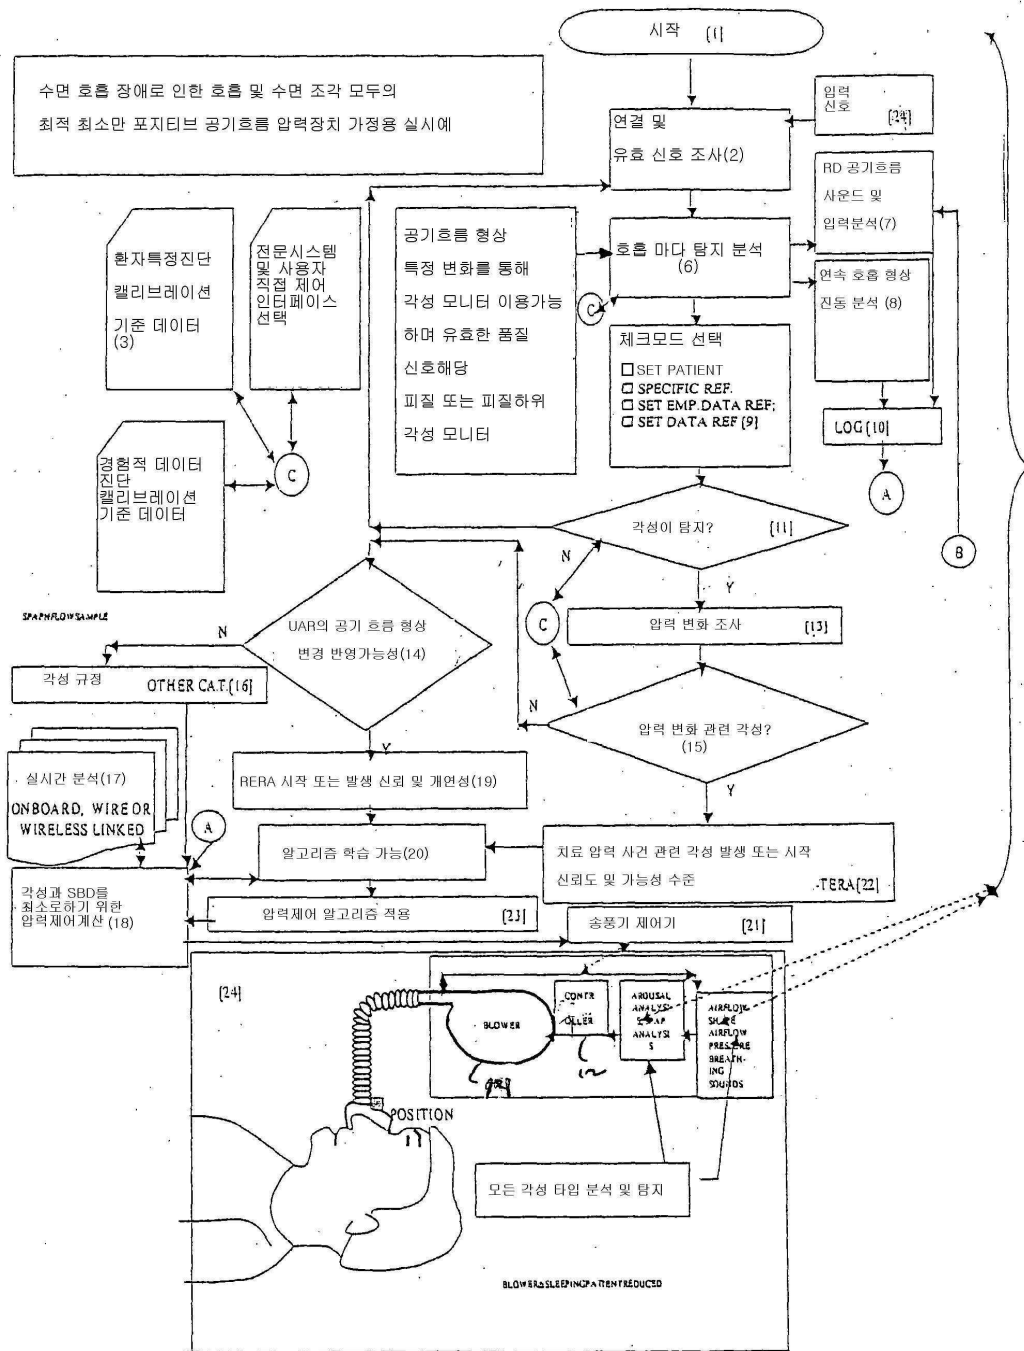 시작 [1]
수면 호흡 장애로 인한 호흡 및 수면 조각 모두의
최적 최소만 포지티브 공기흐름 압력장치 가정용 실시예
입력
신호
[24]
연결 및
유효 신호 조사(2)
RD 공기흐름
사운드 및
입력분석(7)
환자특정진단
캘리브레이션
기준 데이터
(3)
전문시스템
및 사용자
직접 제어
인터페이스
선택
공기흐름 형상
특정 변화를 통해
각성 모니터 이용가능
하며 유효한 품질
신호해당
피질 또는 피질하위
각성 모니터
호흡 마다 탐지 분석
(6)
C
연속 호흡 형상
진동 분석 (8)
체크모드 선택
SET PATIENT
SPECIFIC REF.
SET EMP.DATA REF;
SET DATA REF [9]
LOG[10]
A
B
경험적 데이터
진단
캘리브레이션
기준 데이터
C
각성이 탐지? [11]
N
Y
C
압력 변화 조사 [13]
SPAPHFLOWSAMPLE
N
UAR의 공기 흐름 형상
변경 반영가능성(14)
각성 규정 OTHER CAT.[16]
N
압력 변화 관련 각성?
(15)
Y
Y
실시간 분석(17)
ONBOARD, WIRE OR
WIRELESS LINKED
RERA 시작 또는 발생 신뢰 및 개연성(19)
A
알고리즘 학습 가능(20)
치료 압력 사건 관련 각성 발생 또는 시작
신뢰도 및 가능성 수준
TERA[22]
각성과 SBD를
최소로하기 위한
압력제어계산(18)
압력제어 알고리즘 적용 [23]
송풍기 제어기 [21]
[24]
BLOWER
CONTR
OLLER
AROUSAL
ANALYSI
ANALYSI
S
AIRFLOW
SHAPE
AIRFLOW
PRESSURE
BREATH-
ING
SOUNDS
12
POSITION
모든 각성 타입 분석 및 탐지
BLOWER&SLEEPINGPATIENTREDUCED